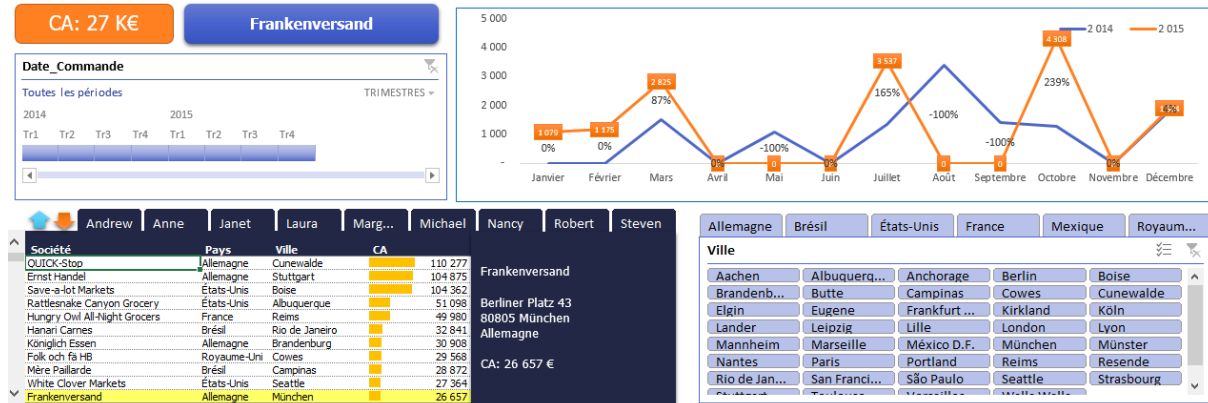 CA: 27 K€
Frankenversand
Date_Commande
Toutes les périodes TRIMESTRES
2014 2015
Tr1 Tr2 Tr3 Tr4 Tr1 Tr2 Tr3 Tr4
5 000
4 000
3 000
2 000
1 000
-
2 014 2 015
1 079 1 175 2 825 0 3 537 0 0 4 308
0% 0% 87% 0% -100% 0% 165% -100% -100% 239% 0% 4%
Janvier Février Mars Avril Mai Juin Juillet Août Septembre Octobre Novembre Décembre
Andrew Anne Janet Laura Marg... Michael Nancy Robert Steven
Société Pays Ville CA
QUICK-Stop Allemagne Cunewalde 110 277
Ernst Handel Allemagne Stuttgart 104 875
Save-a-lot Markets États-Unis Boise 104 362
Rattlesnake Canyon Grocery États-Unis Albuquerque 51 098
Hungry Owl All-Night Grocers France Reims 49 980
Hanari Carnes Brésil Rio de Janeiro 32 841
Königlich Essen Allemagne Brandenburg 30 908
Folk och fä HB Royaume-Uni Cowes 29 568
Mère Paillarde Brésil Campinas 28 872
White Clover Markets États-Unis Seattle 27 364
Frankenversand Allemagne München 26 657
Frankenversand
Berliner Platz 43
80805 München
Allemagne
CA: 26 657 €
Allemagne Brésil États-Unis France Mexique Royaum...
Ville
Aachen Albuquerq... Anchorage Berlin Boise
Brandenb... Butte Campinas Cowes Cunewalde
Elgin Eugene Frankfurt ... Kirkland Köln
Lander Leipzig Lille London Lyon
Mannheim Marseille México D.F. München Münster
Nantes Paris Portland Reims Resende
Rio de Jan... San Franci... São Paulo Seattle Strasbourg
Stuttgart Toulouse Versailles Walla Walla